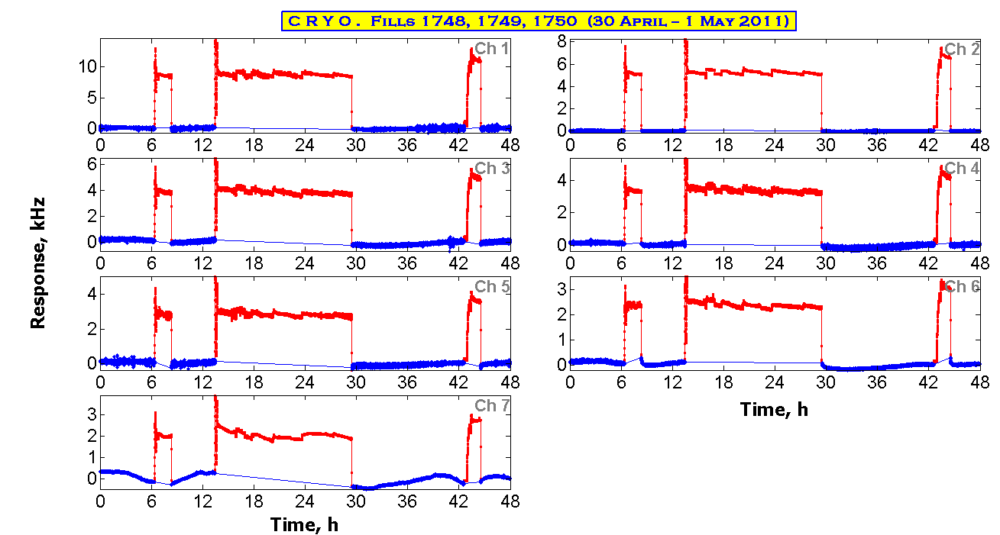 C R Y O .  Fills 1748, 1749, 1750  (30 April – 1 May 2011)
Response, kHz
Ch 1
10
5
0
0 6 12 18 24 30 36 42 48
Ch 2
8
6
4
2
0
0 6 12 18 24 30 36 42 48
Ch 3
6
4
2
0
0 6 12 18 24 30 36 42 48
Ch 4
4
2
0
0 6 12 18 24 30 36 42 48
Ch 5
4
2
0
0 6 12 18 24 30 36 42 48
Ch 6
3
2
1
0
0 6 12 18 24 30 36 42 48
Time, h
Ch 7
3
2
1
0
0 6 12 18 24 30 36 42 48
Time, h